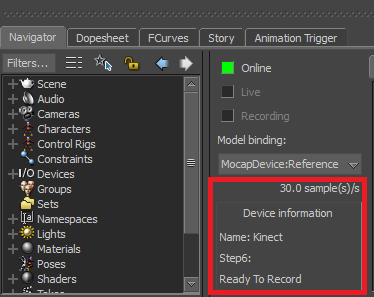 Navigator Dopesheet FCurves Story Animation Trigger
Filters...
Scene
Audio
Cameras
Characters
Control Rigs
Constraints
I/O Devices
Groups
Sets
Namespaces
Lights
Materials
Poses
Shaders
Takes
Online
Live
Recording
Model binding:
MocapDevice:Reference
30.0 sample(s)/s
Device information
Name: Kinect
Step6:
Ready To Record